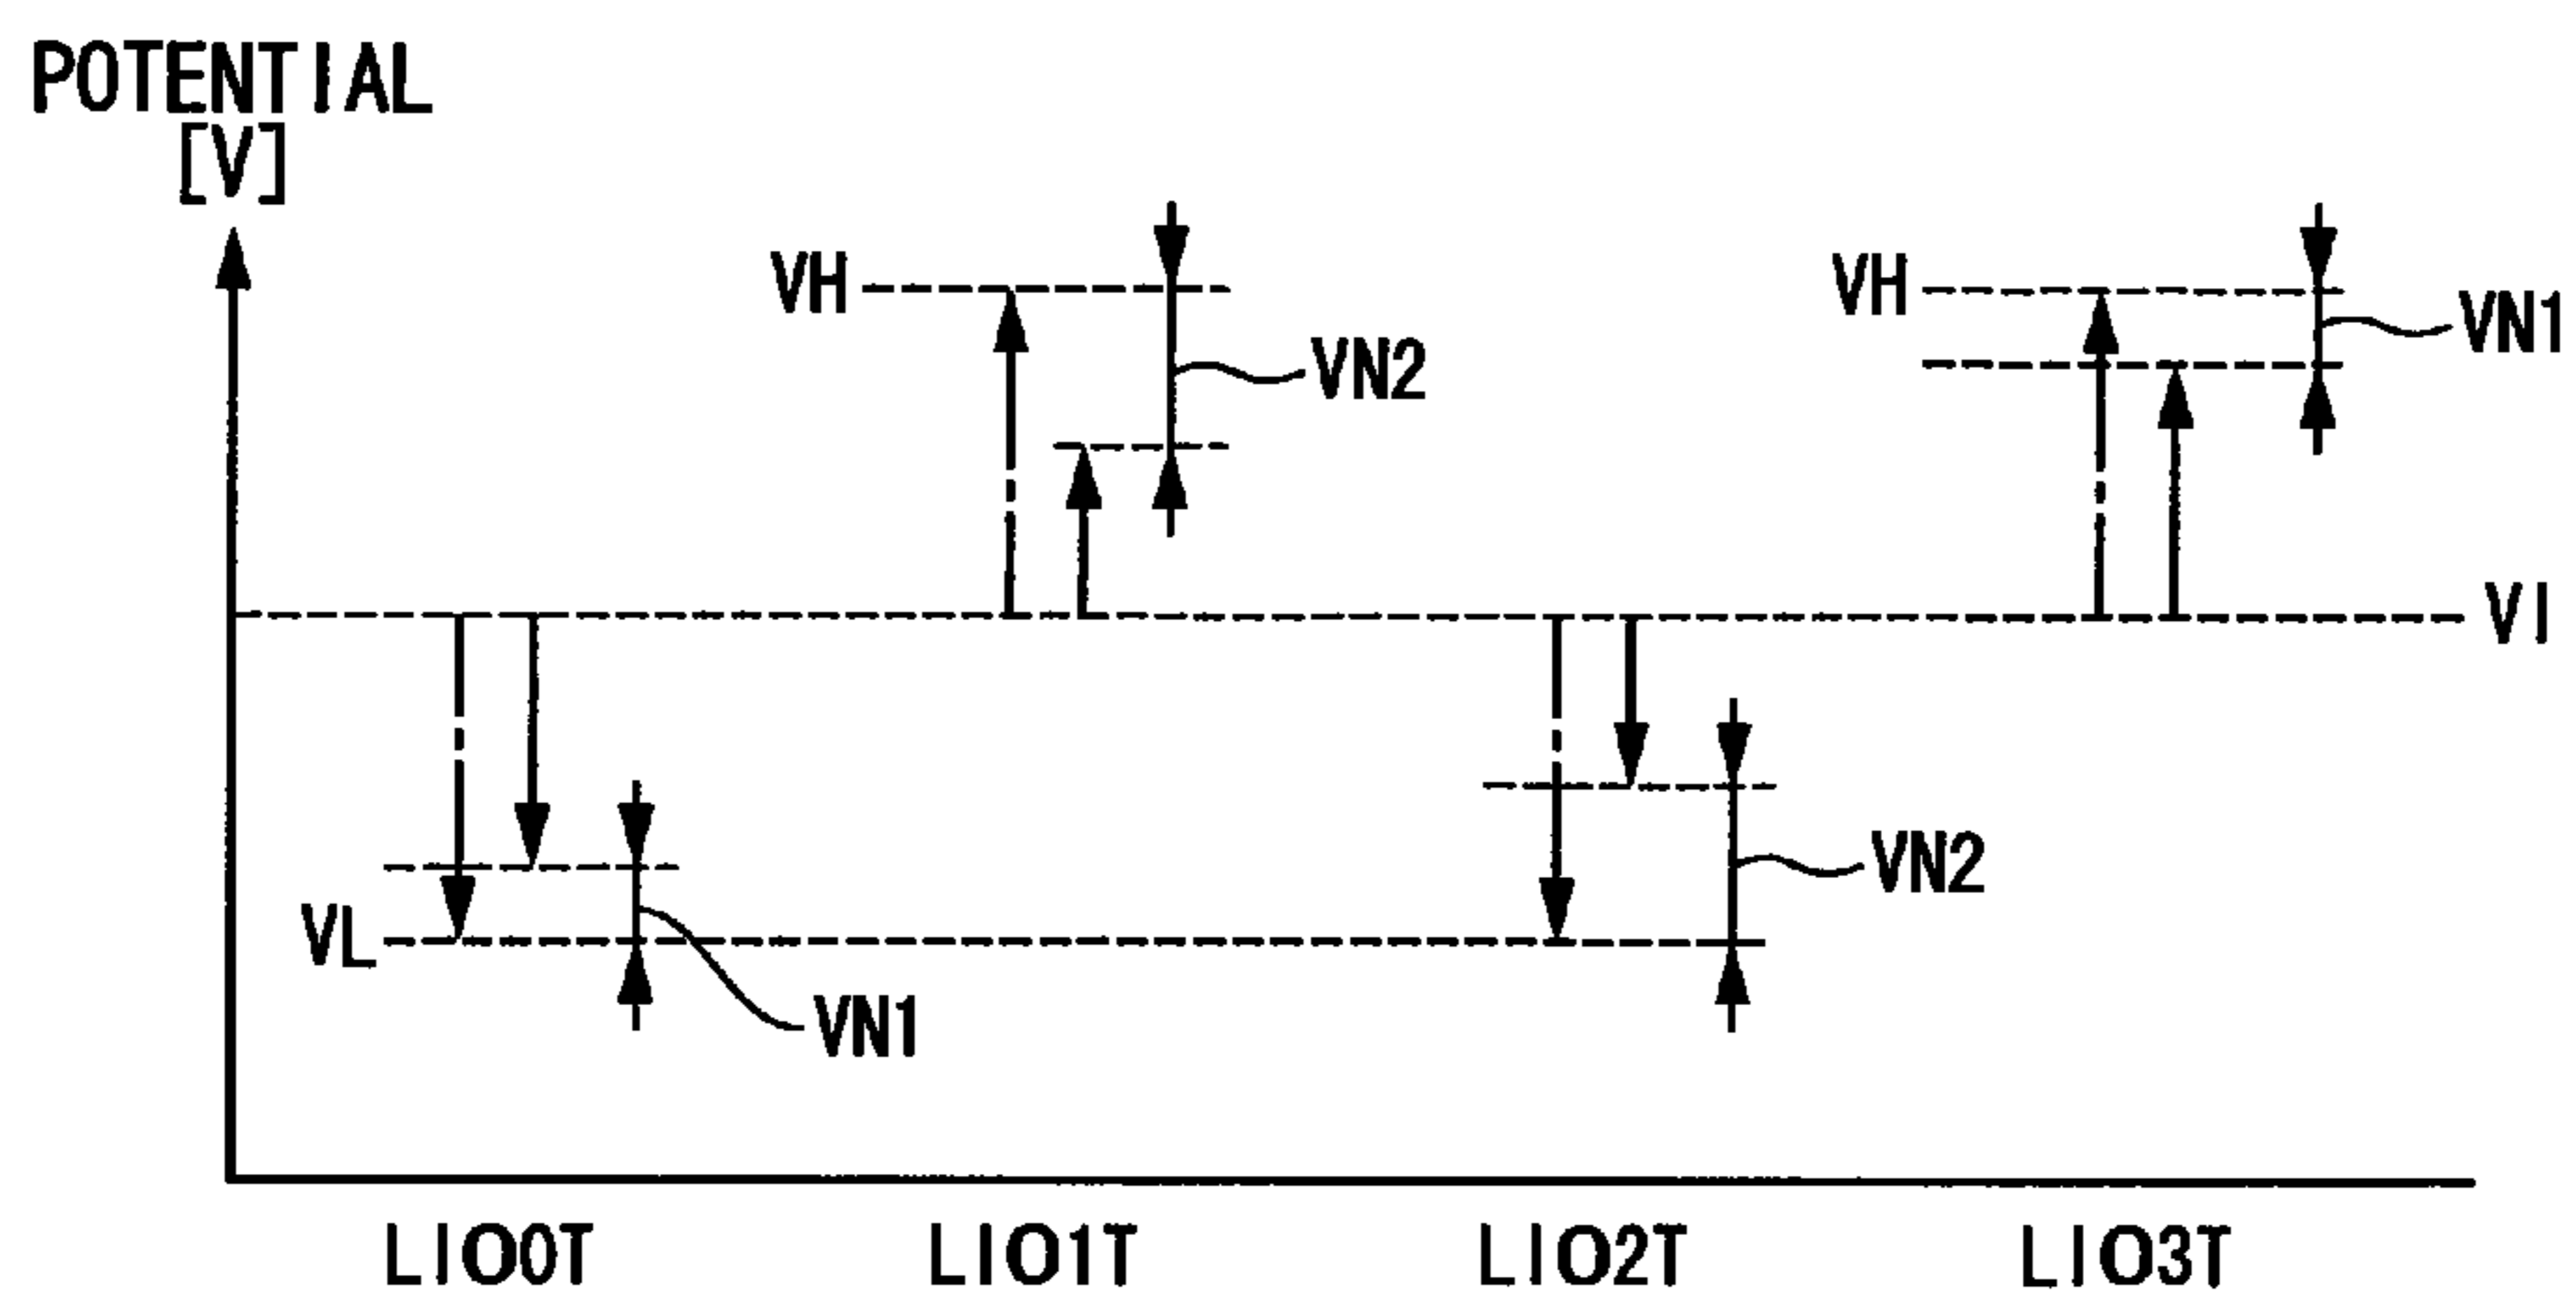 POTENTIAL
[V]
VH
VN2
VH
VN1
VI
VL
VN1
VN2
LIO0T
LIO1T
LIO2T
LIO3T